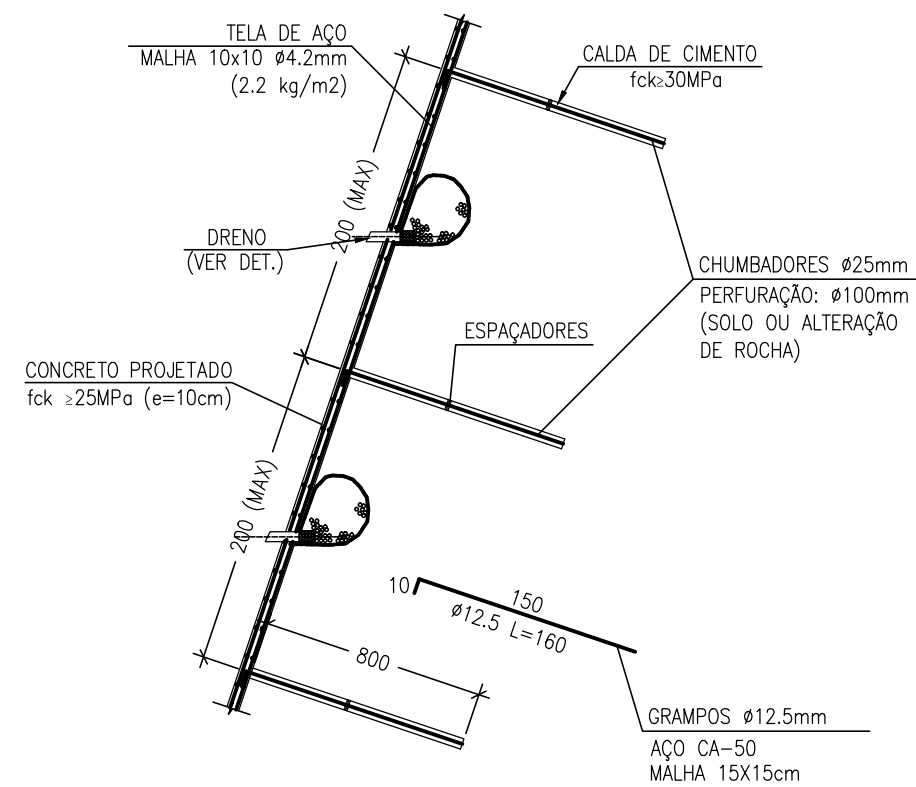 TELA DE AÇO
MALHA 10x10 Ø4.2mm
(2.2 kg/m2)
CALDA DE CIMENTO
fck≥30MPa
200 (MAX)
DRENO
(VER DET.)
CHUMBADORES Ø25mm
PERFURAÇÃO: Ø100mm
(SOLO OU ALTERAÇÃO
DE ROCHA)
ESPAÇADORES
CONCRETO PROJETADO
fck ≥25MPa (e=10cm)
200 (MAX)
10
150
Ø12.5 L=160
800
GRAMPOS Ø12.5mm
AÇO CA-50
MALHA 15X15cm